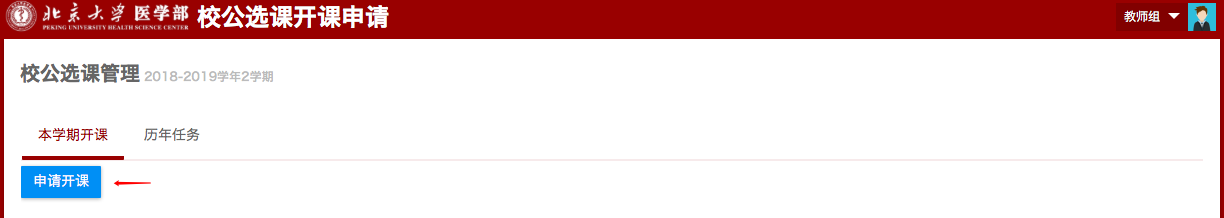 北京大学医学部 校公选课开课申请 教师组
PEKING UNIVERSITY HEALTH SCIENCE CENTER
校公选课管理 2018-2019学年2学期
本学期开课 历年任务
申请开课